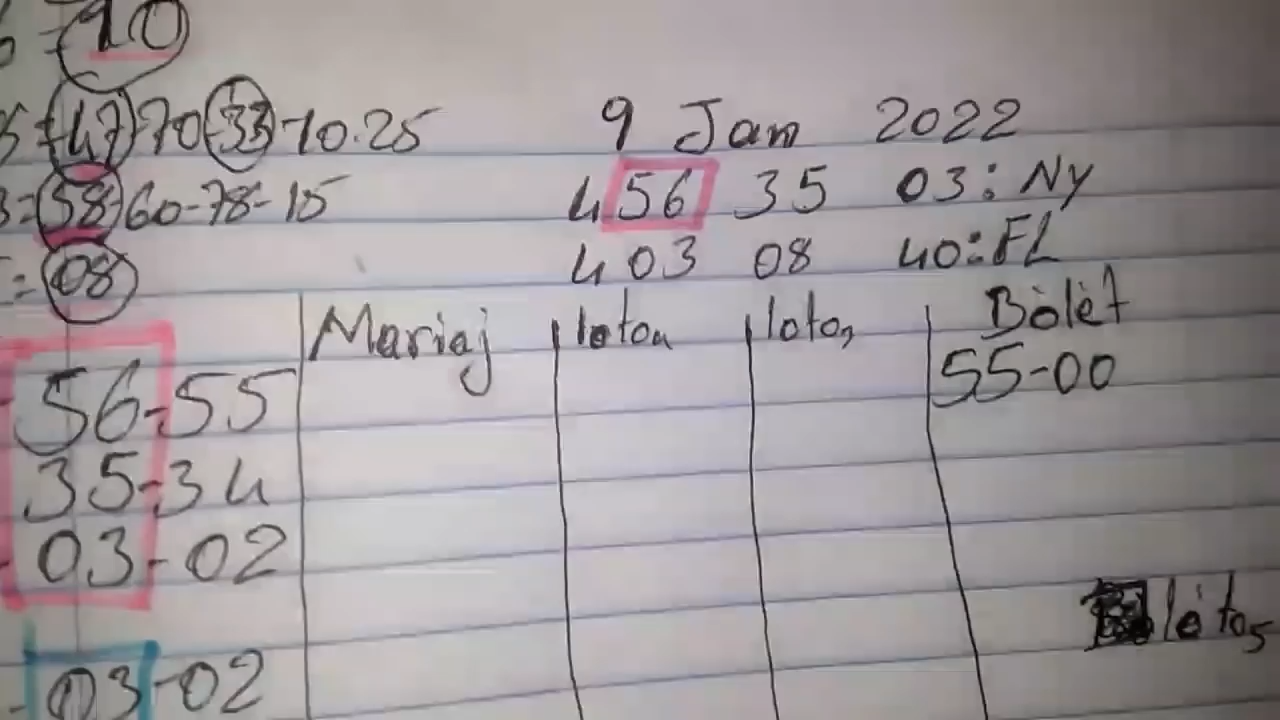 =10
=47-70-33-10.25
9 Jan 2022
=58-60-78-15
456 35 03: Ny
=08
403 08 40:FL
Mariaj loto4 loto3 Bòlèt
56-55
55-00
35-34
03-02
lòto5
03-02